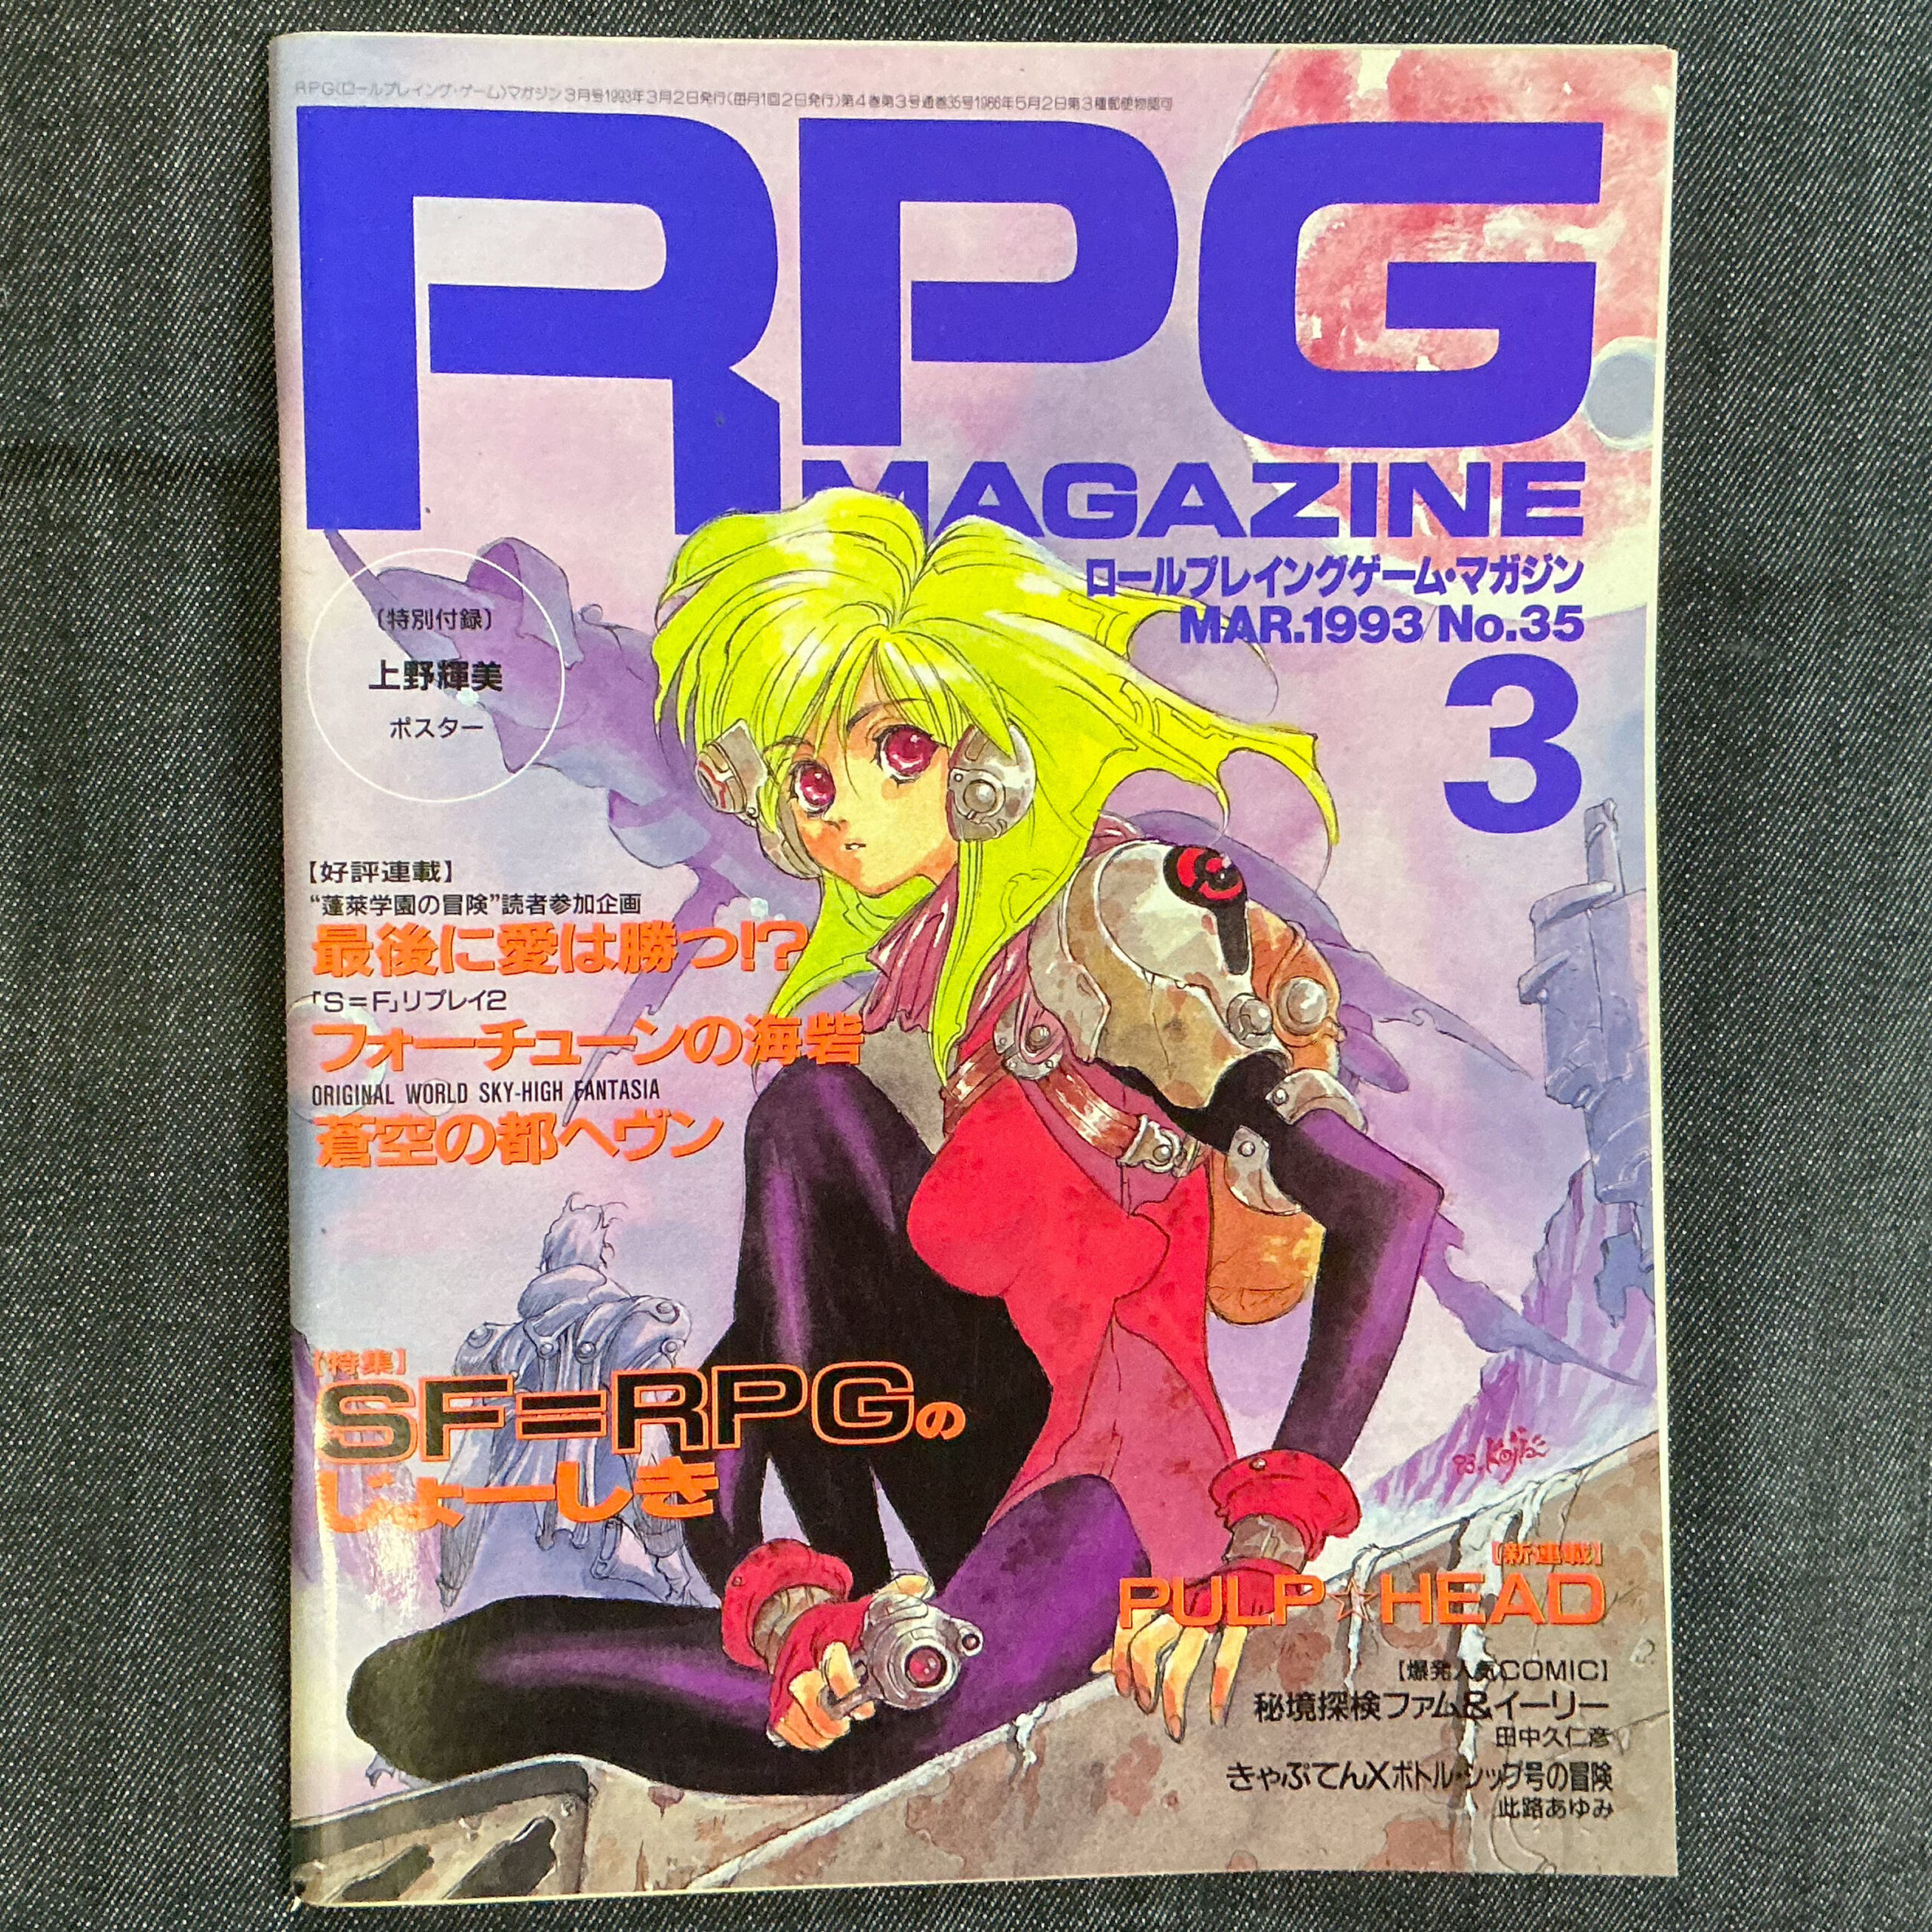 RPG(ロールプレイング・ゲーム)マガジン3月号1993年3月2日発行(毎月1回2日発行)第4巻第3号通巻35号1986年5月2日第3種郵便物認可
RPG
MAGAZINE
ロールプレイングゲーム・マガジン
MAR.1993/No.35
3
〔特別付録〕
上野輝美
ポスター
【好評連載】
“蓬萊学園の冒険”読者参加企画
最後に愛は勝つ!?
「S=F」リプレイ2
フォーチューンの海砦
ORIGINAL WORLD SKY-HIGH FANTASIA
蒼空の都ヘヴン
【特集】
SF=RPGの
じょーしき
【新連載】
PULP☆HEAD
【爆発人気COMIC】
秘境探検ファム&イーリー
田中久仁彦
きゃぷてんXボトル・シップ号の冒険
此路あゆみ